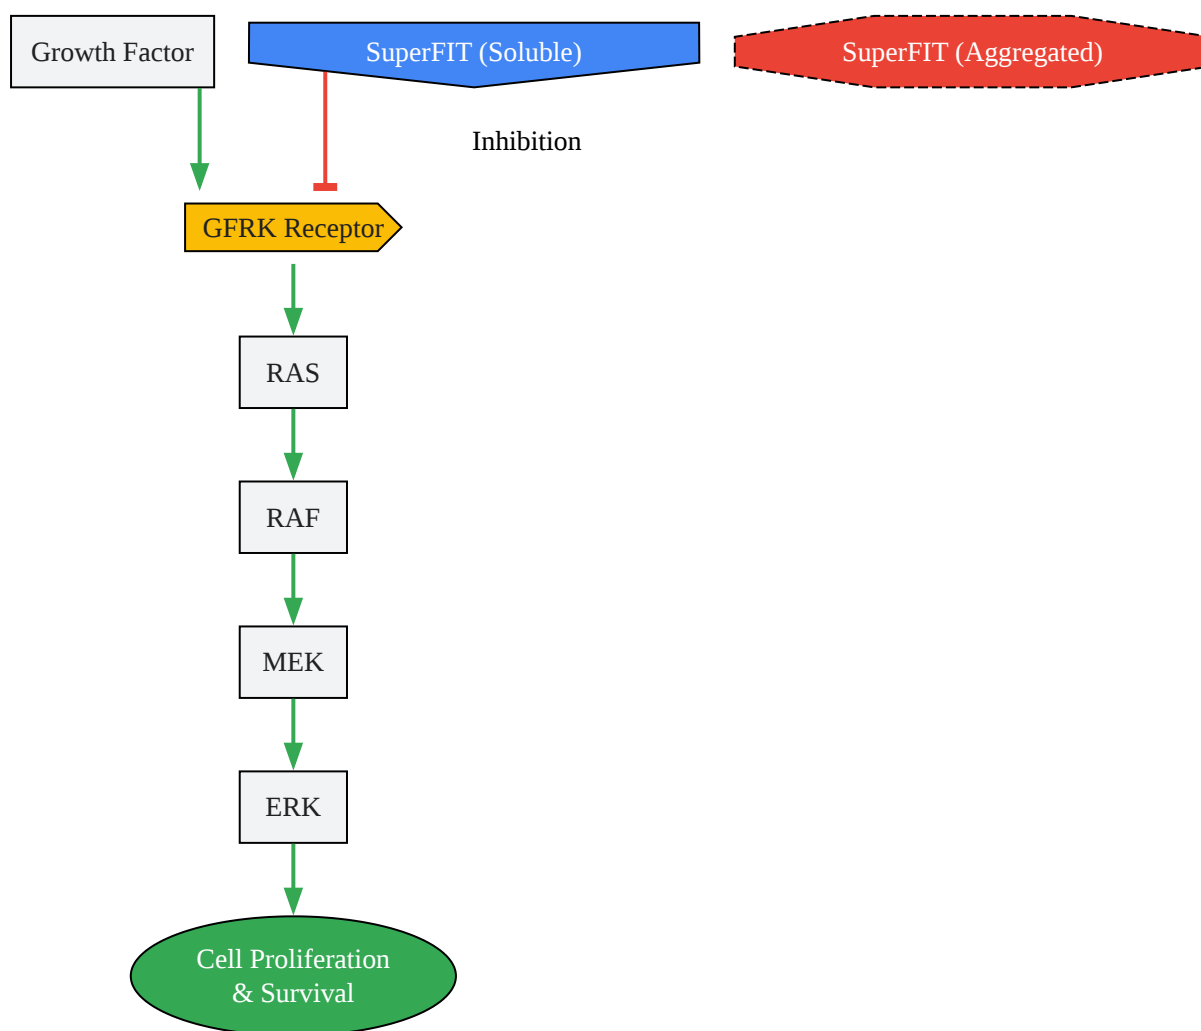 Growth Factor
SuperFIT (Soluble)
SuperFIT (Aggregated)
Inhibition
GFRK Receptor
RAS
RAF
MEK
ERK
Cell Proliferation
& Survival